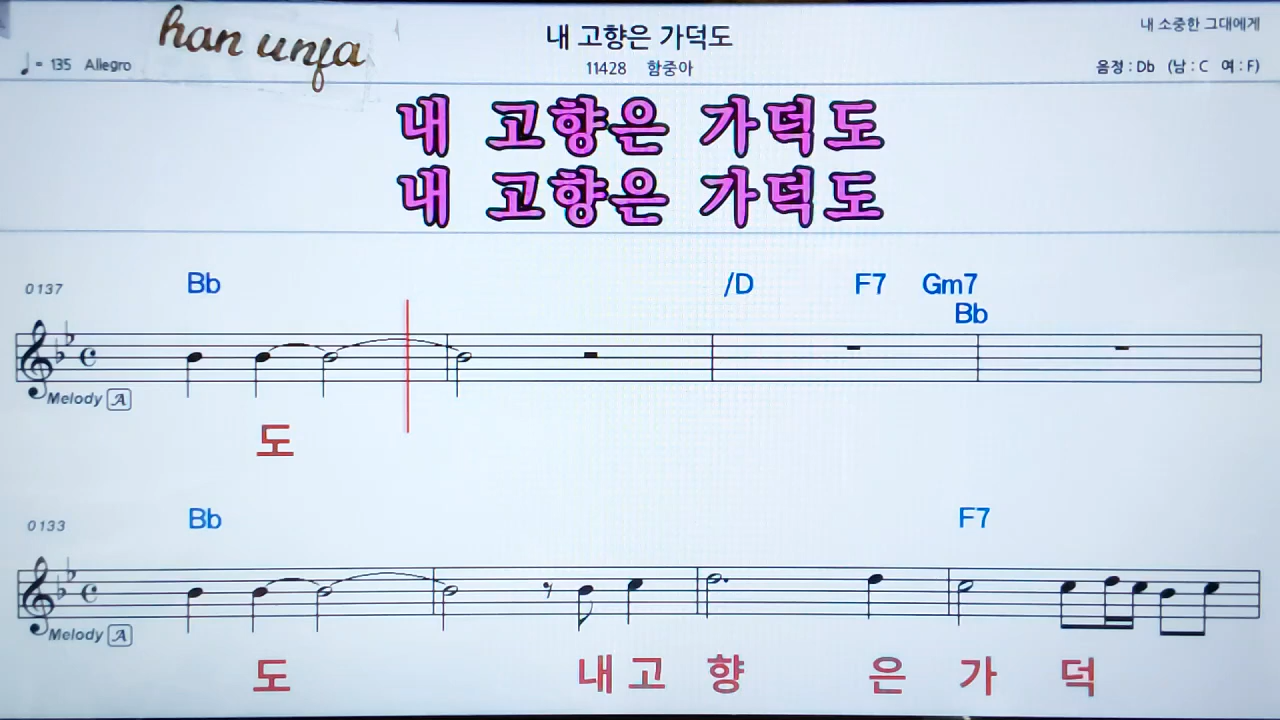 han unfa
내 고향은 가덕도
내 소중한 그대에게
♩= 135 Allegro
11428 함중아
음정 : Db (남 : C 여 : F)
내 고향은 가덕도
내 고향은 가덕도
0137
Bb /D F7 Gm7
Bb
Melody A
도
0133
Bb F7
Melody A
도 내 고 향 은 가 덕